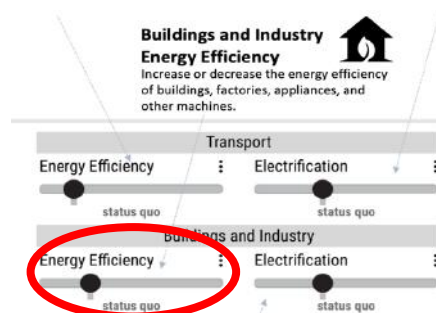 Buildings and Industry
Energy Efficiency
Increase or decrease the energy efficiency
of buildings, factories, appliances, and
other machines.
Transport
Energy Efficiency Electrification
status quo status quo
Buildings and Industry
Energy Efficiency Electrification
status quo status quo